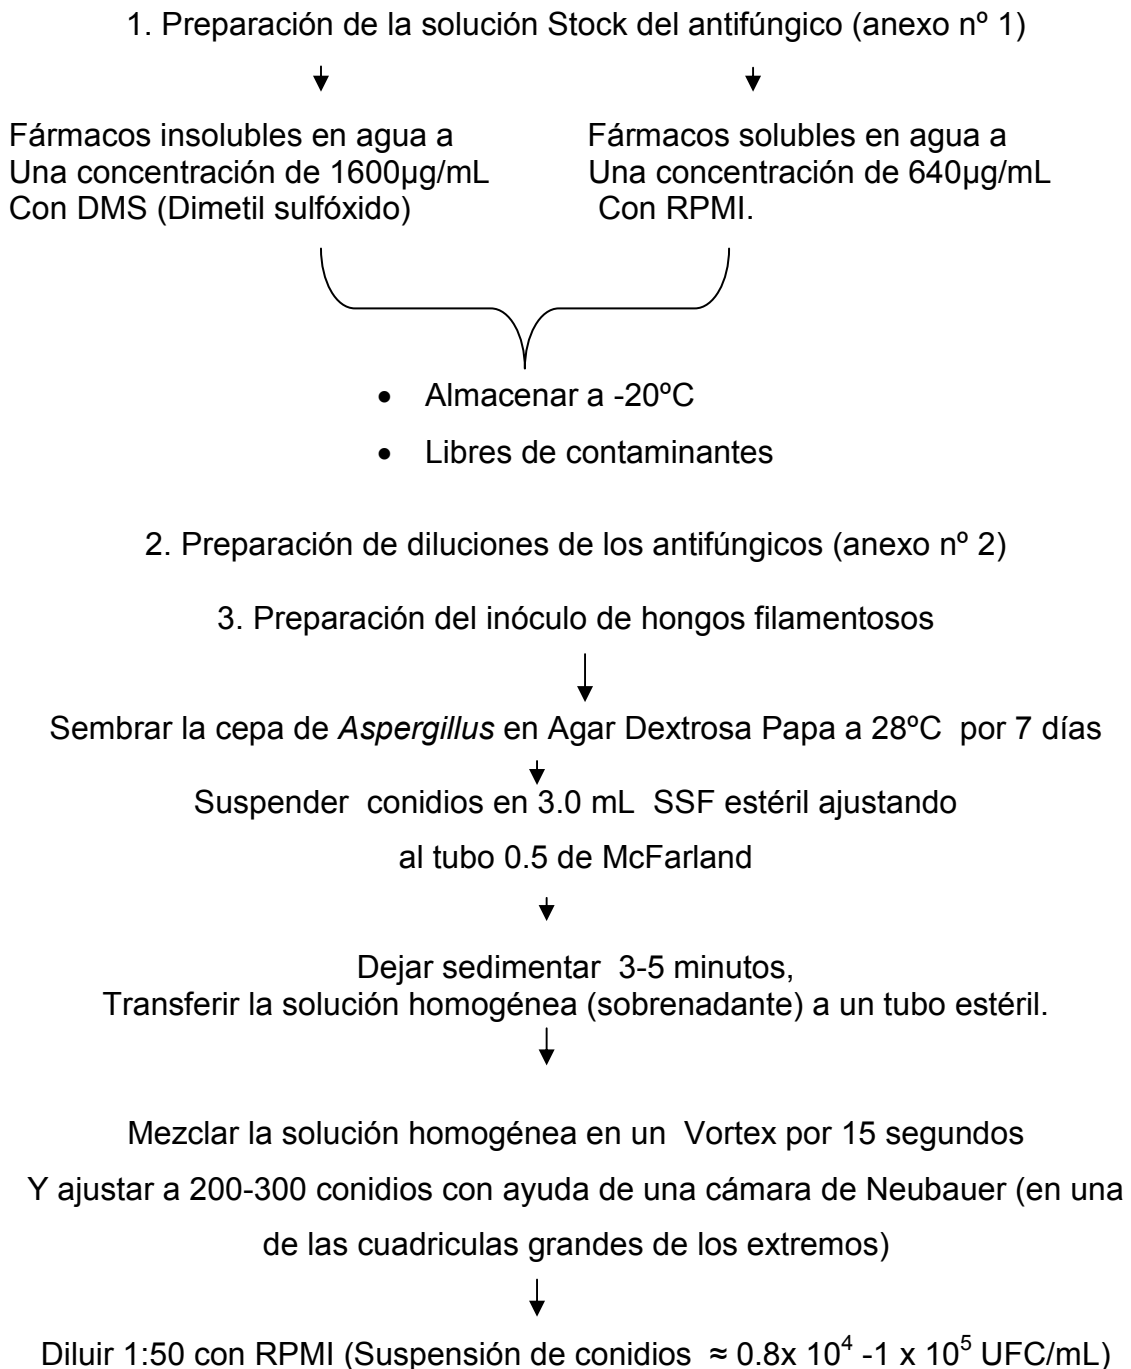 1. Preparación de la solución Stock del antifúngico (anexo nº 1)
Fármacos insolubles en agua a
Una concentración de 1600µg/mL
Con DMS (Dimetil sulfóxido)
Fármacos solubles en agua a
Una concentración de 640µg/mL
Con RPMI.
• Almacenar a -20ºC
• Libres de contaminantes
2. Preparación de diluciones de los antifúngicos (anexo nº 2)
3. Preparación del inóculo de hongos filamentosos
Sembrar la cepa de Aspergillus en Agar Dextrosa Papa a 28ºC por 7 días
Suspender conidios en 3.0 mL SSF estéril ajustando
al tubo 0.5 de McFarland
Dejar sedimentar 3-5 minutos,
Transferir la solución homogénea (sobrenadante) a un tubo estéril.
Mezclar la solución homogénea en un Vortex por 15 segundos
Y ajustar a 200-300 conidios con ayuda de una cámara de Neubauer (en una
de las cuadriculas grandes de los extremos)
Diluir 1:50 con RPMI (Suspensión de conidios ≈ 0.8x 10⁴ -1 x 10⁵ UFC/mL)